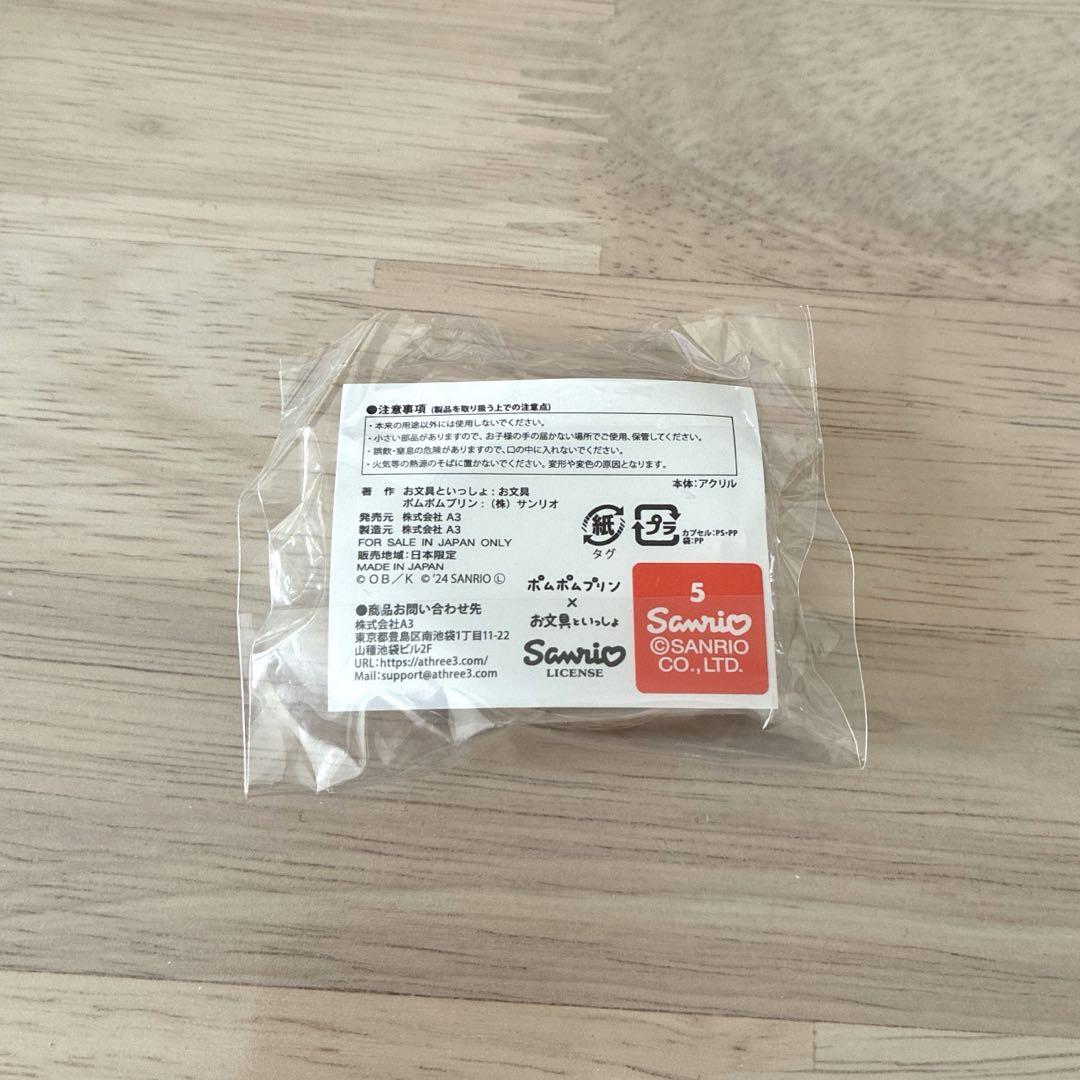 ●注意事項 (製品を取り扱う上での注意点)
・本来の用途以外には使用しないでください。
・小さい部品がありますので、お子様の手の届かない場所でご使用、保管してください。
・誤飲・窒息の危険がありますので、口の中に入れないでください。
・火気等の熱源のそばに置かないでください。変形や変色の原因となります。
本体：アクリル
著　作　お文具といっしょ：お文具
ポムポムプリン：（株）サンリオ
発売元　株式会社 A3
製造元　株式会社 A3
FOR SALE IN JAPAN ONLY
販売地域：日本限定
MADE IN JAPAN
© O B ／ K　© '24 SANRIO Ⓛ
紙
タグ
プラ
カプセル：PS・PP
袋：PP
●商品お問い合わせ先
株式会社A3
東京都豊島区南池袋1丁目11-22
山種池袋ビル2F
URL：https://athree3.com/
Mail：support@athree3.com
ポムポムプリン
×
お文具といっしょ
Sanrio
LICENSE
5
Sanrio
©SANRIO
CO.,LTD.